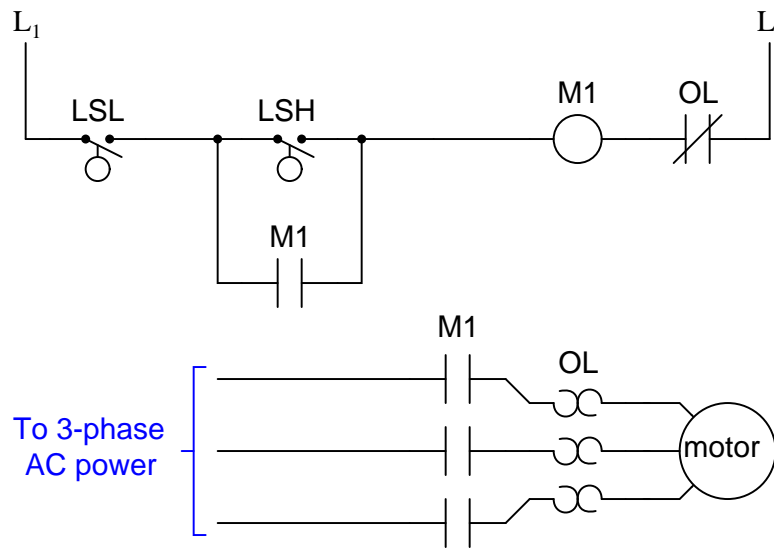 L₁
L
LSL
LSH
M1
OL
M1
M1
OL
To 3-phase
AC power
motor